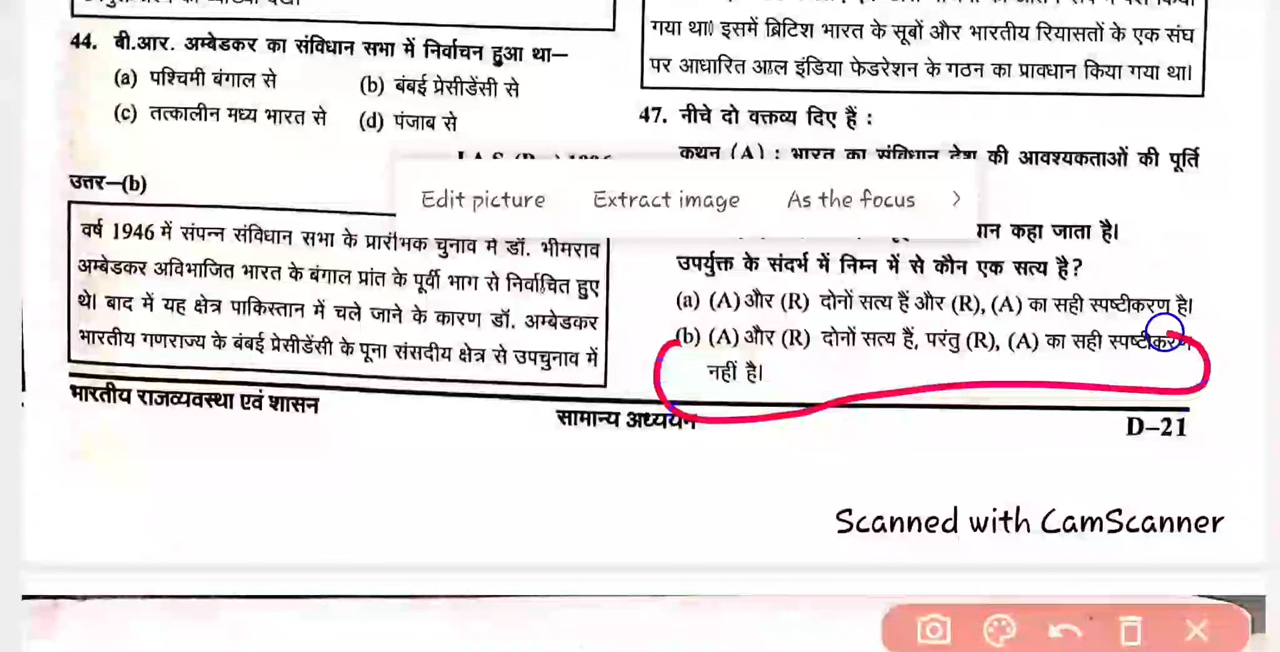 44. बी.आर. अम्बेडकर का संविधान सभा में निर्वाचन हुआ था–
(a) पश्चिमी बंगाल से
(b) बंबई प्रेसीडेंसी से
(c) तत्कालीन मध्य भारत से
(d) पंजाब से
उत्तर–(b)
वर्ष 1946 में संपन्न संविधान सभा के प्रारंभिक चुनाव में डॉ. भीमराव
अम्बेडकर अविभाजित भारत के बंगाल प्रांत के पूर्वी भाग से निर्वाचित हुए
थे। बाद में यह क्षेत्र पाकिस्तान में चले जाने के कारण डॉ. अम्बेडकर
भारतीय गणराज्य के बंबई प्रेसीडेंसी के पूना संसदीय क्षेत्र से उपचुनाव में
गया था। इसमें ब्रिटिश भारत के सूबों और भारतीय रियासतों के एक संघ
पर आधारित आल इंडिया फेडरेशन के गठन का प्रावधान किया गया था।
47. नीचे दो वक्तव्य दिए हैं :
कथन (A) : भारत का संविधान देश की आवश्यकताओं की पूर्ति
Edit picture Extract image As the focus >
कहा जाता है।
उपर्युक्त के संदर्भ में निम्न में से कौन एक सत्य है?
(a) (A) और (R) दोनों सत्य हैं और (R), (A) का सही स्पष्टीकरण है।
(b) (A) और (R) दोनों सत्य हैं, परंतु (R), (A) का सही स्पष्टीकरण
नहीं है।
भारतीय राजव्यवस्था एवं शासन
सामान्य अध्ययन
D–21
Scanned with CamScanner